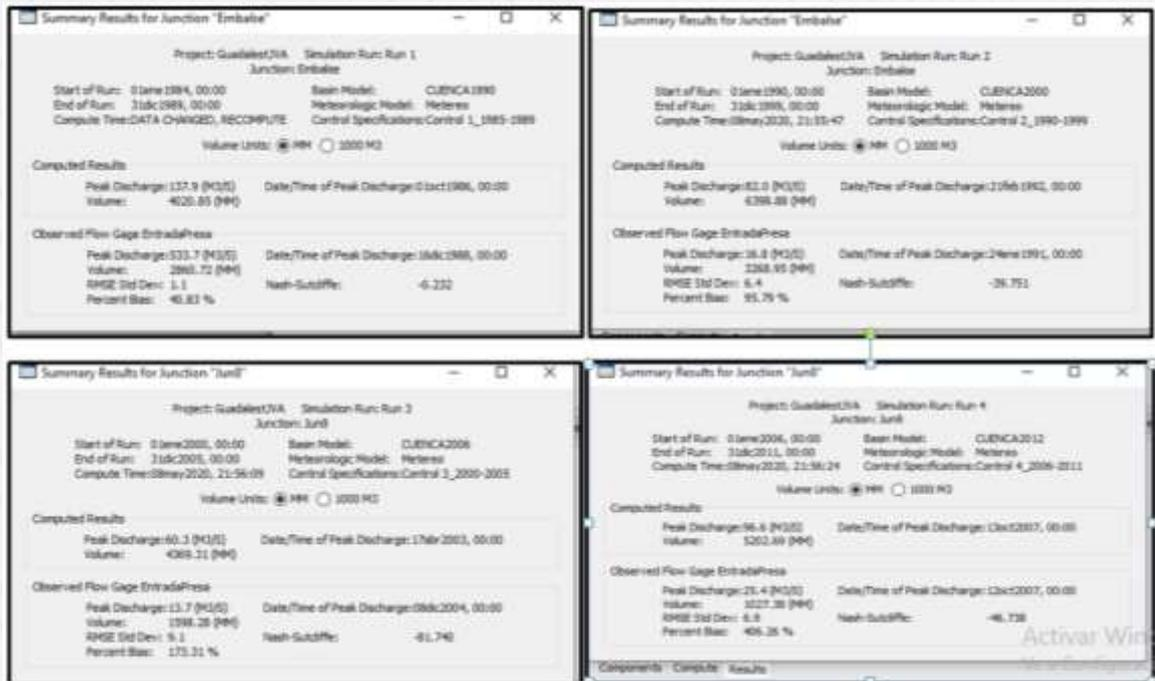 Summary Results for Junction "Embalse"
Project: GuadalestJVA Simulation Run: Run 1
Junction: Embalse
Start of Run: 01ene1984, 00:00 Basin Model: CUENCA1990
End of Run: 31dic1989, 00:00 Meteorologic Model: Metereo
Compute Time:DATA CHANGED, RECOMPUTE Control Specifications:Control 1_1985-1989
Volume Units: MM 1000 M3
Computed Results
Peak Discharge:137.9 (M3/S) Date/Time of Peak Discharge:01oct1986, 00:00
Volume: 4020.85 (MM)
Observed Flow Gage EntradaPresa
Peak Discharge:533.7 (M3/S) Date/Time of Peak Discharge:16dic1988, 00:00
Volume: 2860.72 (MM)
RMSE Std Dev: 1.1 Nash-Sutcliffe:
Percent Bias: 40.83 %
Summary Results for Junction "Embalse"
Project: GuadalestJVA Simulation Run: Run 2
Junction: Embalse
Start of Run: 01ene1990, 00:00 Basin Model: CUENCA2000
End of Run: 31dic1999, 00:00 Meteorologic Model: Metereo
Compute Time:08may2020, 21:55:47 Control Specifications:Control 2_1990-1999
Volume Units: MM 1000 M3
Computed Results
Peak Discharge:82.0 (M3/S) Date/Time of Peak Discharge:21feb1992, 00:00
Volume: 6398.88 (MM)
Observed Flow Gage EntradaPresa
Peak Discharge:16.8 (M3/S) Date/Time of Peak Discharge:24ene1991, 00:00
Volume: 3268.95 (MM)
RMSE Std Dev: 6.4 Nash-Sutcliffe: -39.751
Percent Bias: 95.79 %
Summary Results for Junction "Jun8"
Project: GuadalestJVA Simulation Run: Run 3
Junction: Jun8
Start of Run: 01ene2000, 00:00 Basin Model: CUENCA2006
End of Run: 31dic2005, 00:00 Meteorologic Model: Metereo
Compute Time:08may2020, 21:56:09 Control Specifications:Control 3_2000-2005
Volume Units: MM 1000 M3
Computed Results
Peak Discharge:60.3 (M3/S) Date/Time of Peak Discharge:17abr2003, 00:00
Volume: 4369.31 (MM)
Observed Flow Gage EntradaPresa
Peak Discharge:13.7 (M3/S) Date/Time of Peak Discharge:08dic2004, 00:00
Volume: 1598.28 (MM)
RMSE Std Dev: 9.1 Nash-Sutcliffe: -81.740
Percent Bias: 173.31 %
Summary Results for Junction "Jun8"
Project: GuadalestJVA Simulation Run: Run 4
Junction: Jun8
Start of Run: 01ene2006, 00:00 Basin Model: CUENCA2012
End of Run: 31dic2011, 00:00 Meteorologic Model: Metereo
Compute Time:08may2020, 21:56:24 Control Specifications:Control 4_2006-2011
Volume Units: MM 1000 M3
Computed Results
Peak Discharge:96.6 (M3/S) Date/Time of Peak Discharge:13oct2007, 00:00
Volume: 5202.69 (MM)
Observed Flow Gage EntradaPresa
Peak Discharge:25.4 (M3/S) Date/Time of Peak Discharge:12oct2007, 00:00
Volume: 1027.38 (MM)
RMSE Std Dev: 6.9 Nash-Sutcliffe: -46.738
Percent Bias: 406.26 %
Activar Win
Components Compute Results